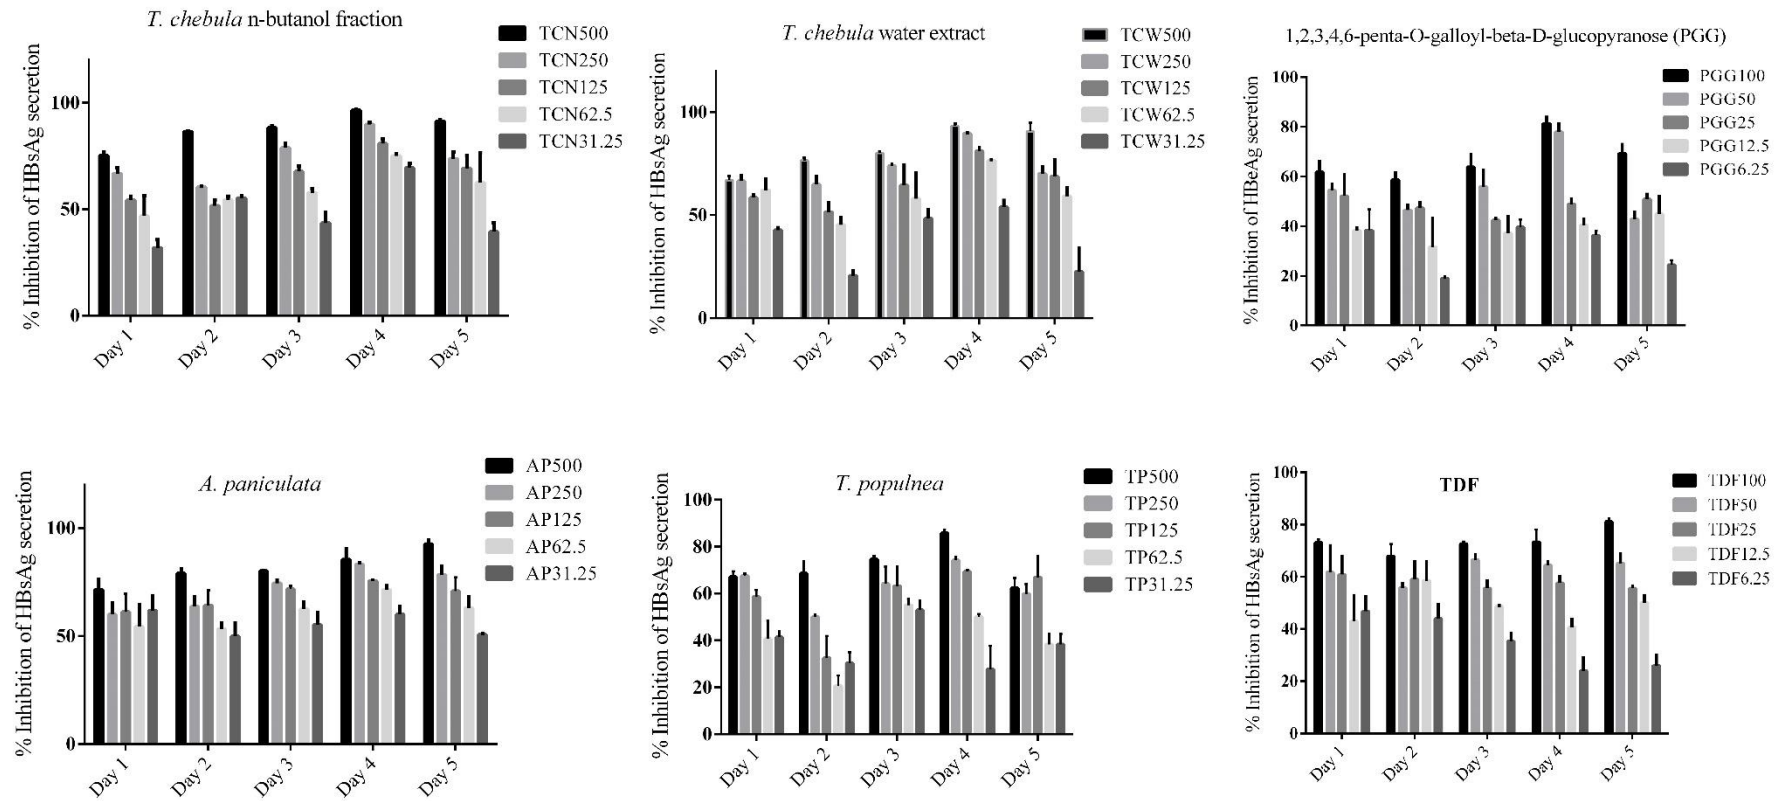 T. chebula n-butanol fraction
% Inhibition of HBsAg secretion
100
50
0
Day 1
Day 2
Day 3
Day 4
Day 5
TCN500
TCN250
TCN125
TCN62.5
TCN31.25
T. chebula water extract
% Inhibition of HBsAg secretion
100
50
0
Day 1
Day 2
Day 3
Day 4
Day 5
TCW500
TCW250
TCW125
TCW62.5
TCW31.25
1,2,3,4,6-penta-O-galloyl-beta-D-glucopyranose (PGG)
% Inhibition of HBeAg secretion
100
80
60
40
20
0
Day 1
Day 2
Day 3
Day 4
Day 5
PGG100
PGG50
PGG25
PGG12.5
PGG6.25
A. paniculata
% Inhibition of HBsAg secretion
100
50
0
Day 1
Day 2
Day 3
Day 4
Day 5
AP500
AP250
AP125
AP62.5
AP31.25
T. populnea
% Inhibition of HBsAg secretion
100
80
60
40
20
0
Day 1
Day 2
Day 3
Day 4
Day 5
TP500
TP250
TP125
TP62.5
TP31.25
TDF
% Inhibition of HBsAg secretion
100
80
60
40
20
0
Day 1
Day 2
Day 3
Day 4
Day 5
TDF100
TDF50
TDF25
TDF12.5
TDF6.25